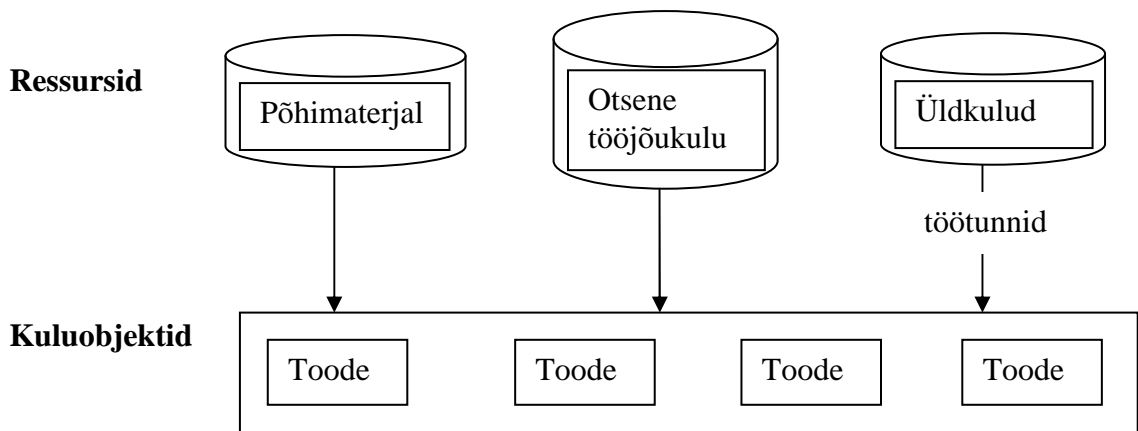 Ressursid
Põhimaterjal
Otsene
tööjõukulu
Üldkulud
töötunnid
Kuluobjektid
Toode
Toode
Toode
Toode